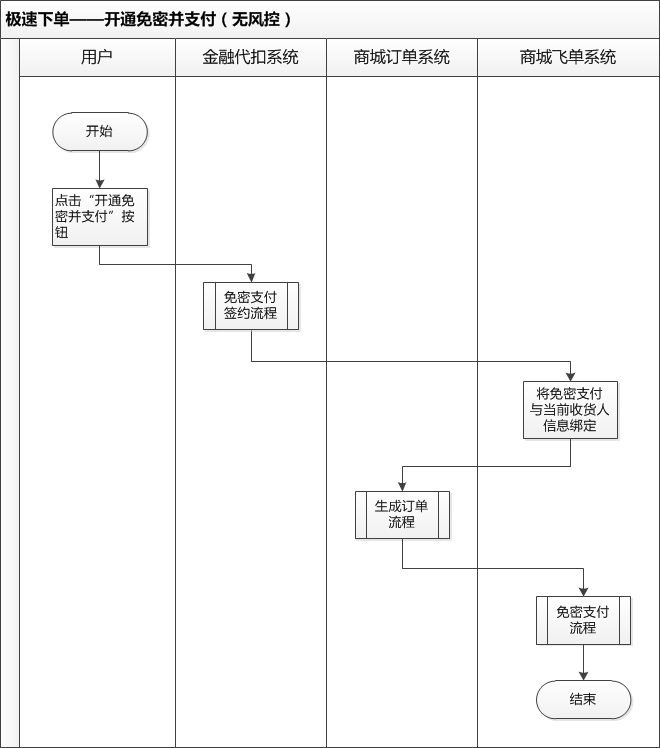 极速下单——开通免密并支付（无风控）
用户
金融代扣系统
商城订单系统
商城飞单系统
开始
点击“开通免
密并支付”按
钮
免密支付
签约流程
将免密支付
与当前收货人
信息绑定
生成订单
流程
免密支付
流程
结束